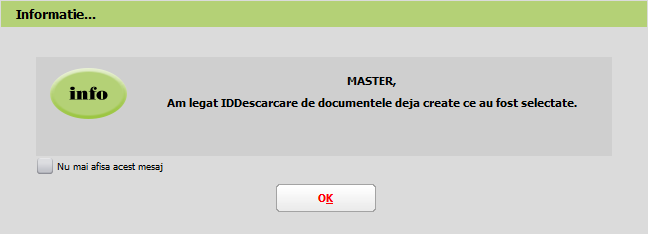 Informatie...
info
MASTER,
Am legat IDDescarcare de documentele deja create ce au fost selectate.
Nu mai afisa acest mesaj
OK